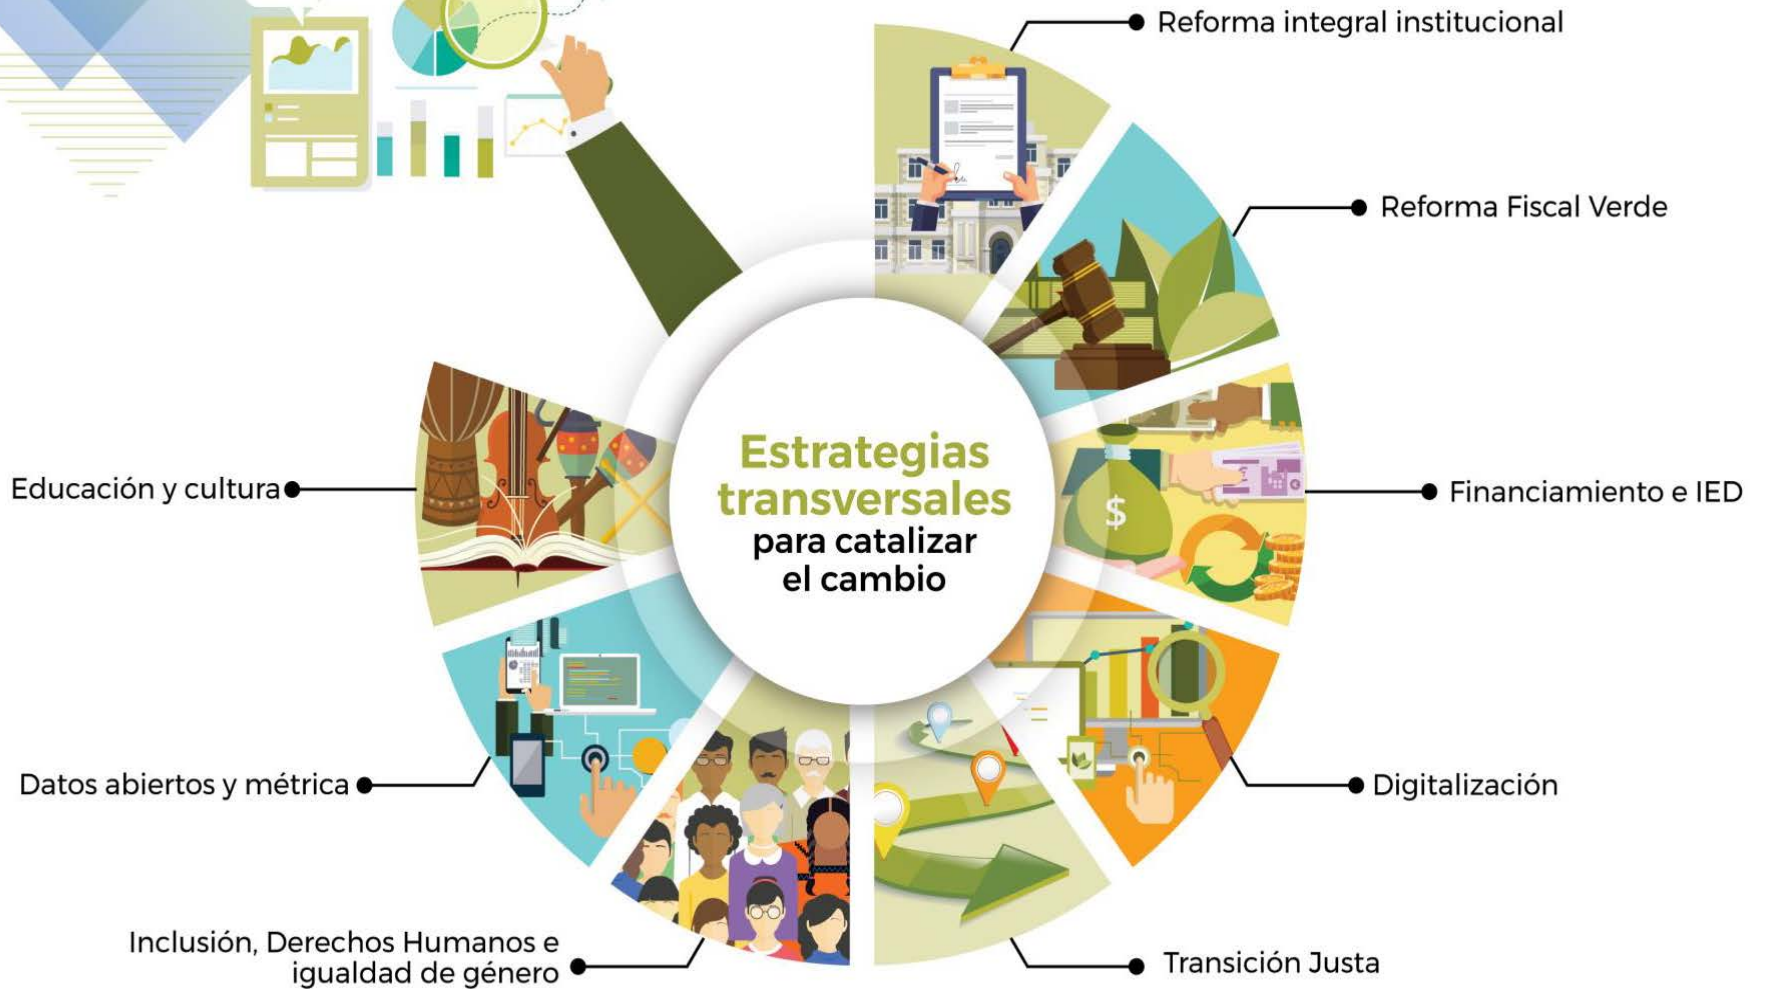 Reforma integral institucional
Reforma Fiscal Verde
Financiamiento e IED
Digitalización
Transición Justa
Inclusión, Derechos Humanos e
igualdad de género
Datos abiertos y métrica
Educación y cultura
Estrategias
transversales
para catalizar
el cambio
$